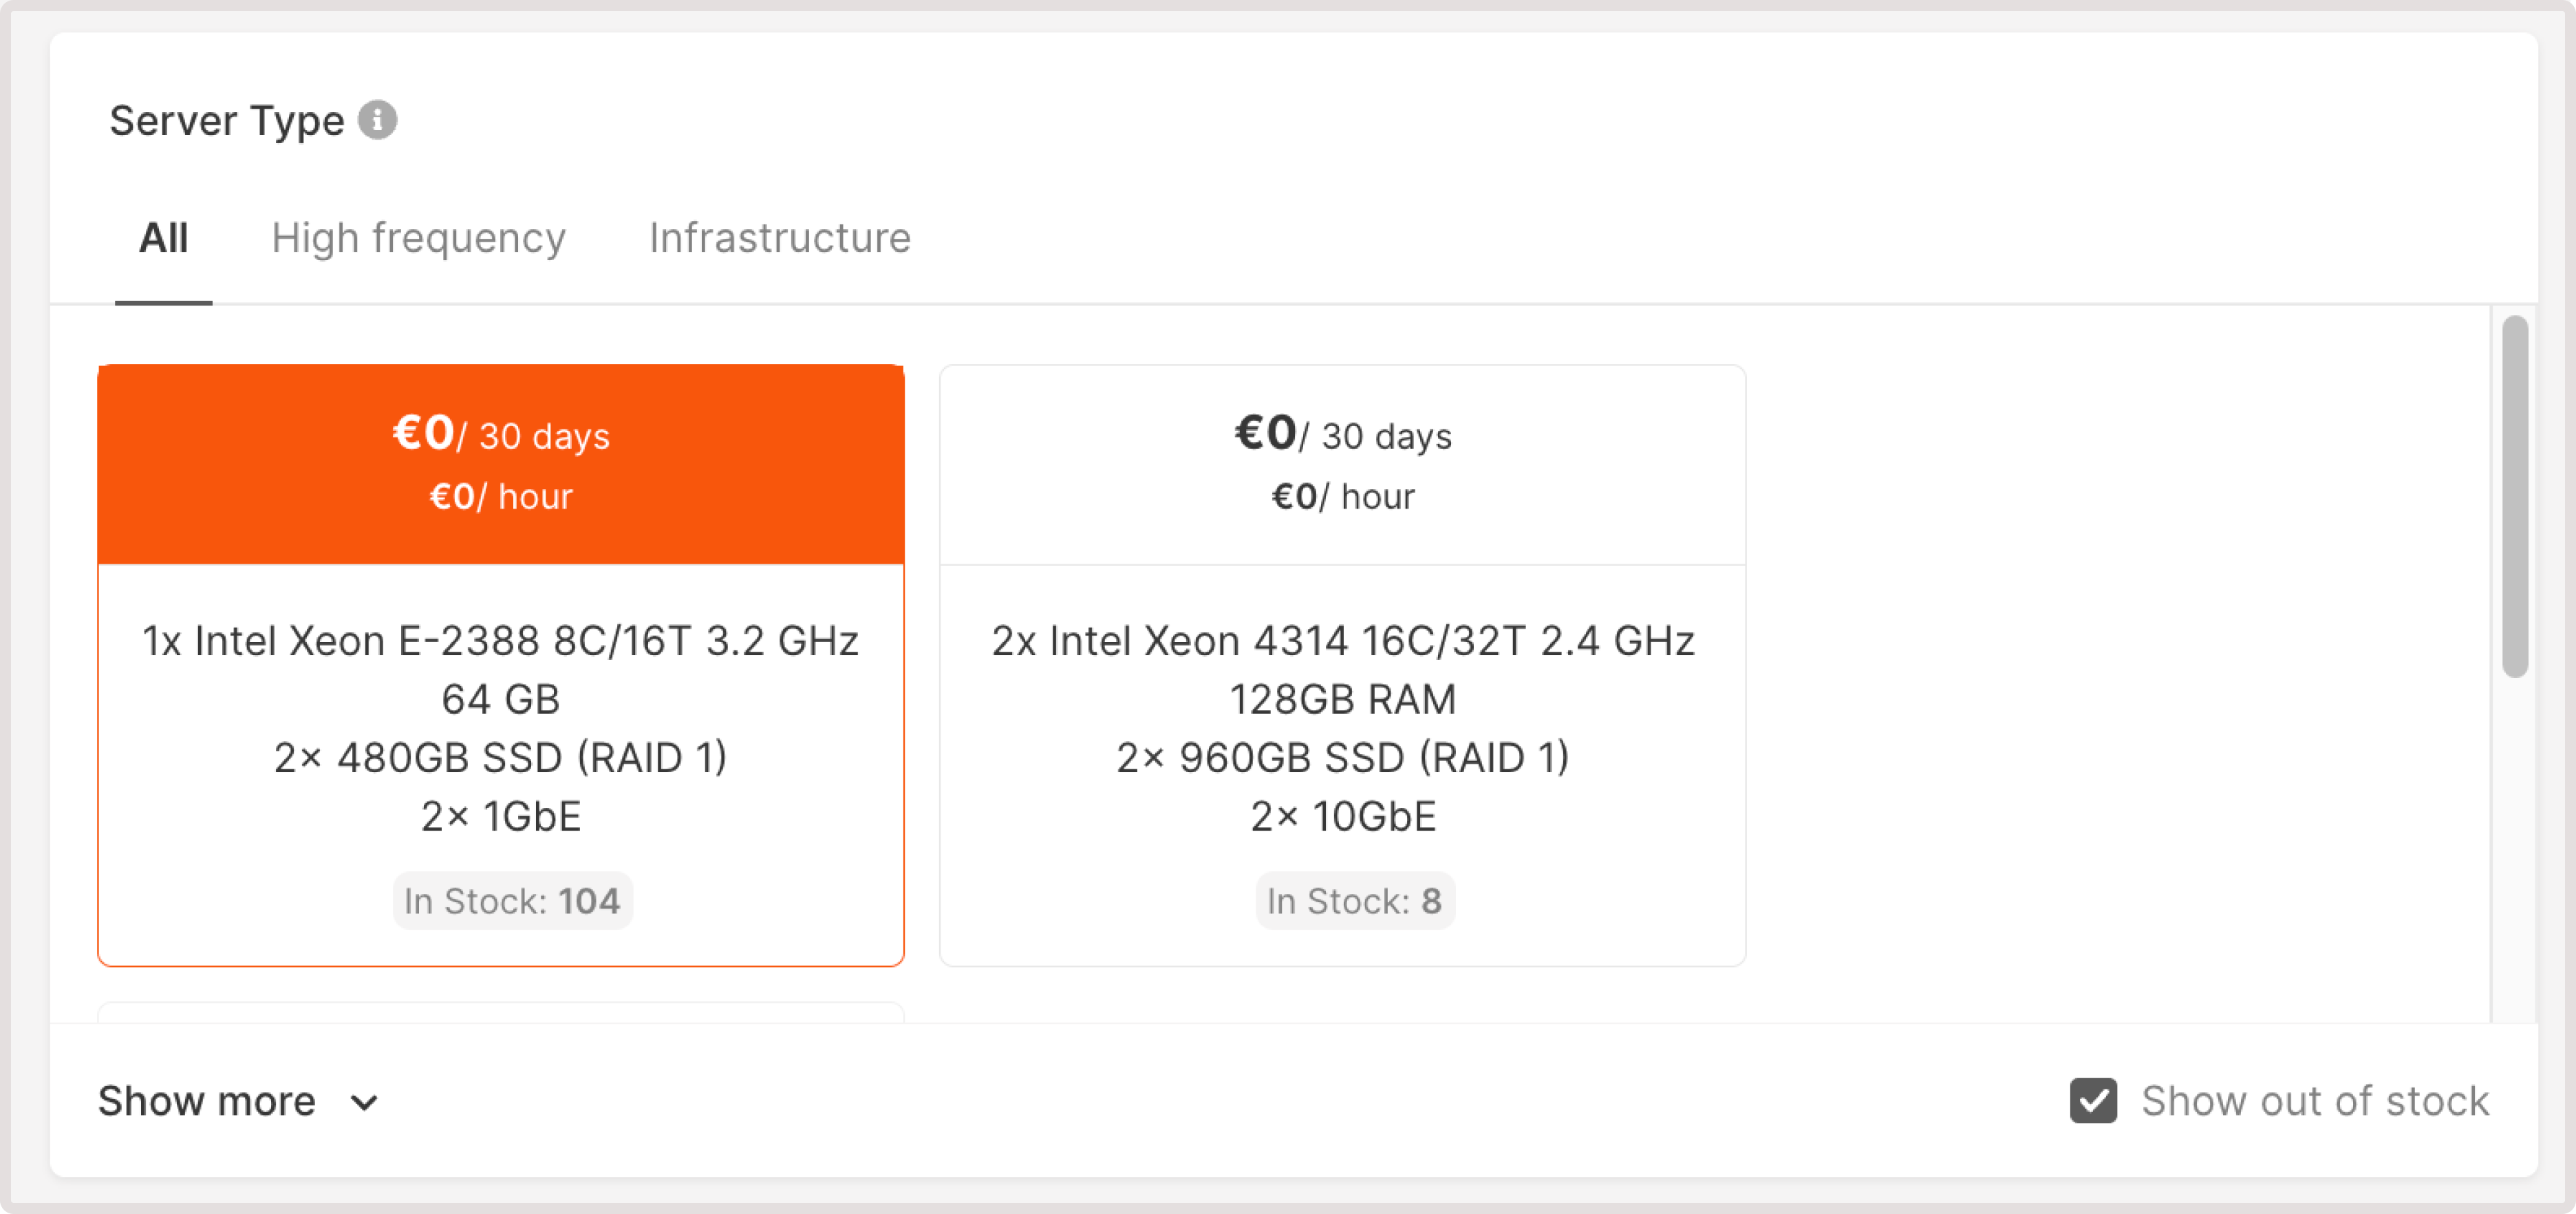 Server Type
All High frequency Infrastructure
€0/ 30 days
€0/ hour
1x Intel Xeon E-2388 8C/16T 3.2 GHz
64 GB
2× 480GB SSD (RAID 1)
2× 1GbE
In Stock: 104
€0/ 30 days
€0/ hour
2x Intel Xeon 4314 16C/32T 2.4 GHz
128GB RAM
2× 960GB SSD (RAID 1)
2× 10GbE
In Stock: 8
Show more
Show out of stock